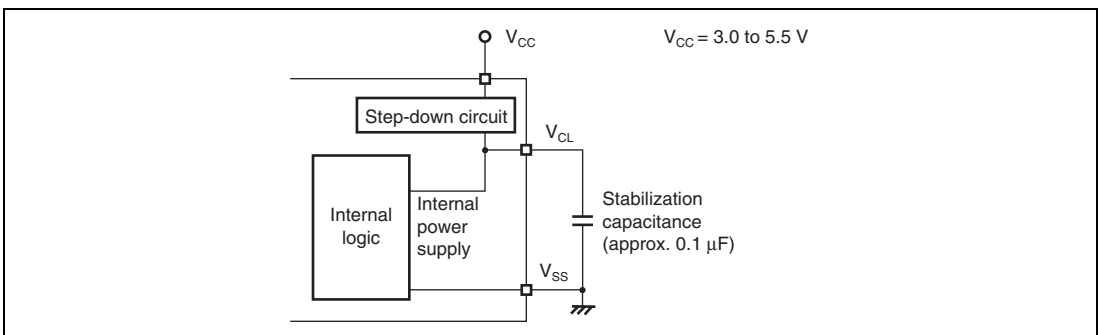 V_CC
V_CC = 3.0 to 5.5 V
Step-down circuit
V_CL
Internal
logic
Internal
power
supply
Stabilization
capacitance
(approx. 0.1 μF)
V_SS